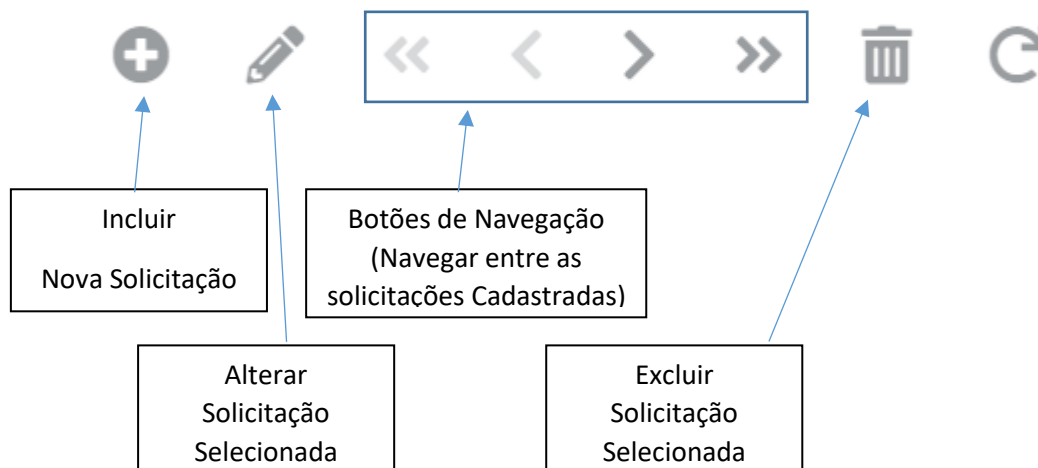 Incluir
Nova Solicitação
Botões de Navegação
(Navegar entre as
solicitações Cadastradas)
Alterar
Solicitação
Selecionada
Excluir
Solicitação
Selecionada